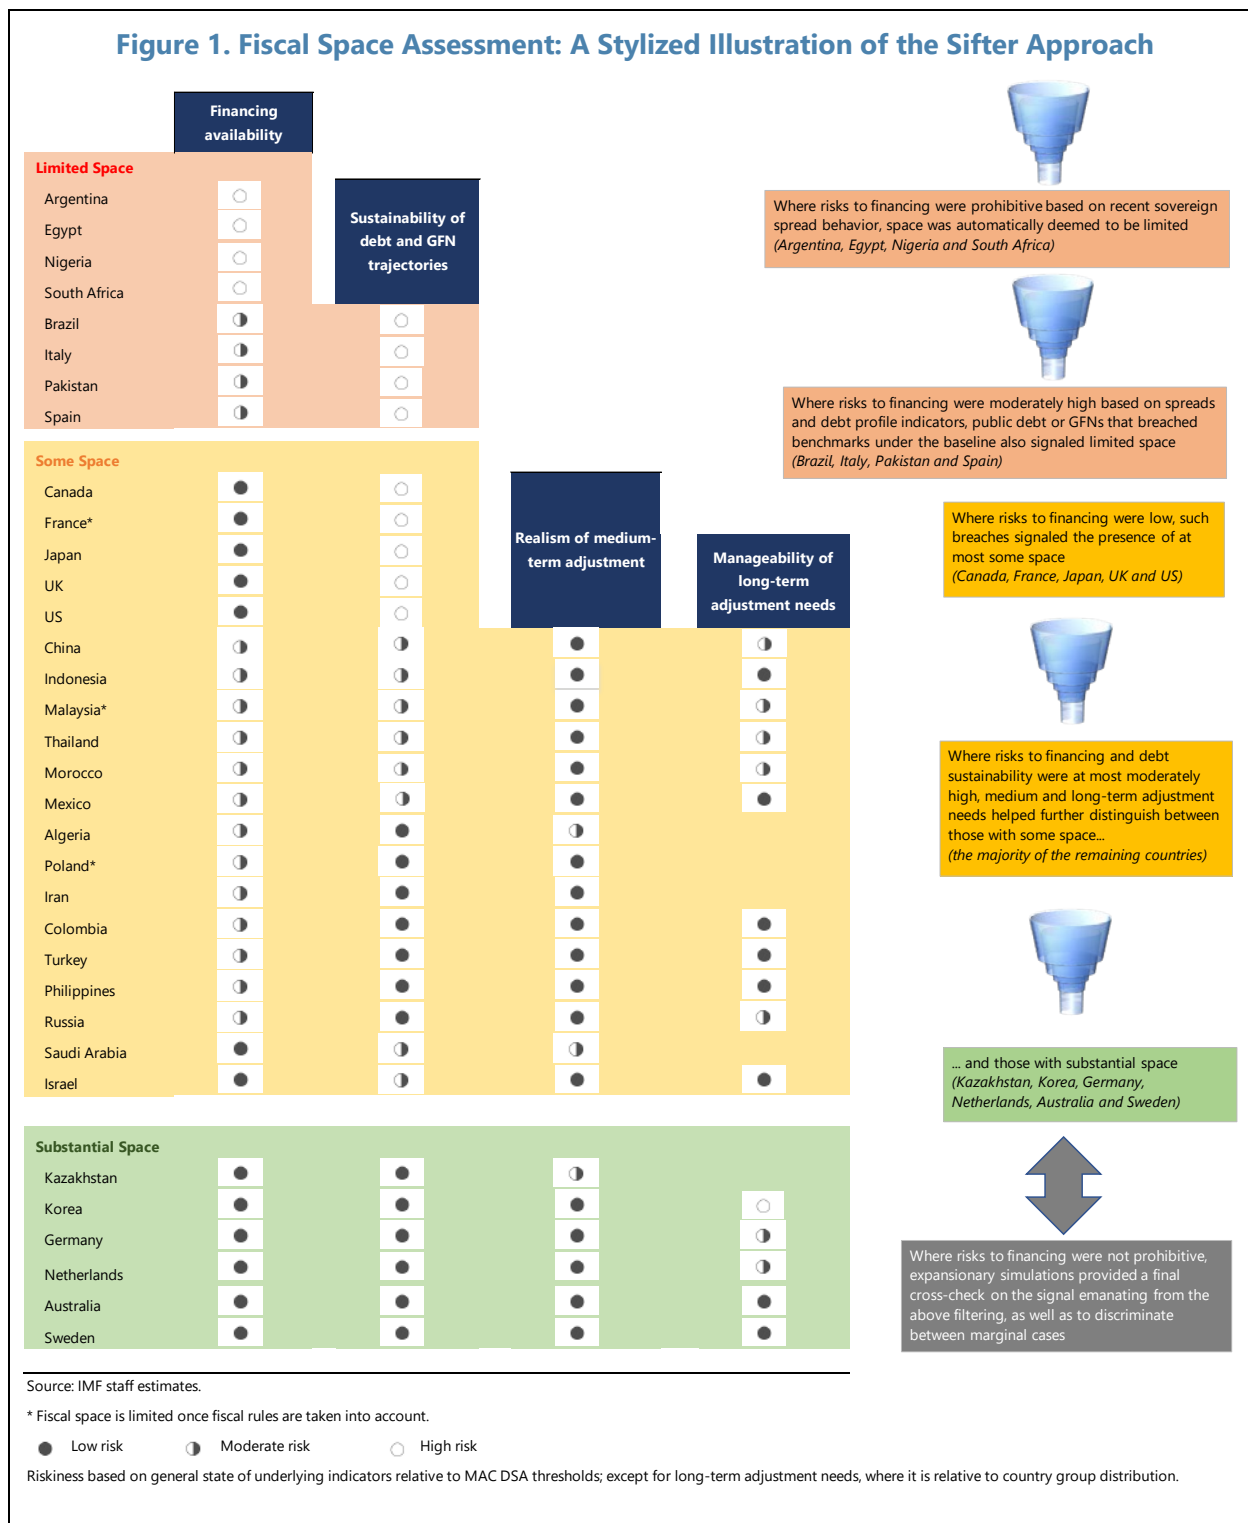 Figure 1. Fiscal Space Assessment: A Stylized Illustration of the Sifter Approach
Financing
availability
Limited Space
Argentina
Egypt
Nigeria
South Africa
Brazil
Italy
Pakistan
Spain
Sustainability of
debt and GFN
trajectories
Where risks to financing were prohibitive based on recent sovereign
spread behavior, space was automatically deemed to be limited
(Argentina, Egypt, Nigeria and South Africa)
Where risks to financing were moderately high based on spreads
and debt profile indicators, public debt or GFNs that breached
benchmarks under the baseline also signaled limited space
(Brazil, Italy, Pakistan and Spain)
Some Space
Canada
France*
Japan
UK
US
China
Indonesia
Malaysia*
Thailand
Morocco
Mexico
Algeria
Poland*
Iran
Colombia
Turkey
Philippines
Russia
Saudi Arabia
Israel
Realism of medium-
term adjustment
Manageability of
long-term
adjustment needs
Where risks to financing were low, such
breaches signaled the presence of at
most some space
(Canada, France, Japan, UK and US)
Where risks to financing and debt
sustainability were at most moderately
high, medium and long-term adjustment
needs helped further distinguish between
those with some space...
(the majority of the remaining countries)
... and those with substantial space
(Kazakhstan, Korea, Germany,
Netherlands, Australia and Sweden)
Substantial Space
Kazakhstan
Korea
Germany
Netherlands
Australia
Sweden
Where risks to financing were not prohibitive,
expansionary simulations provided a final
cross-check on the signal emanating from the
above filtering, as well as to discriminate
between marginal cases
Source: IMF staff estimates.
* Fiscal space is limited once fiscal rules are taken into account.
Low risk
Moderate risk
High risk
Riskiness based on general state of underlying indicators relative to MAC DSA thresholds; except for long-term adjustment needs, where it is relative to country group distribution.